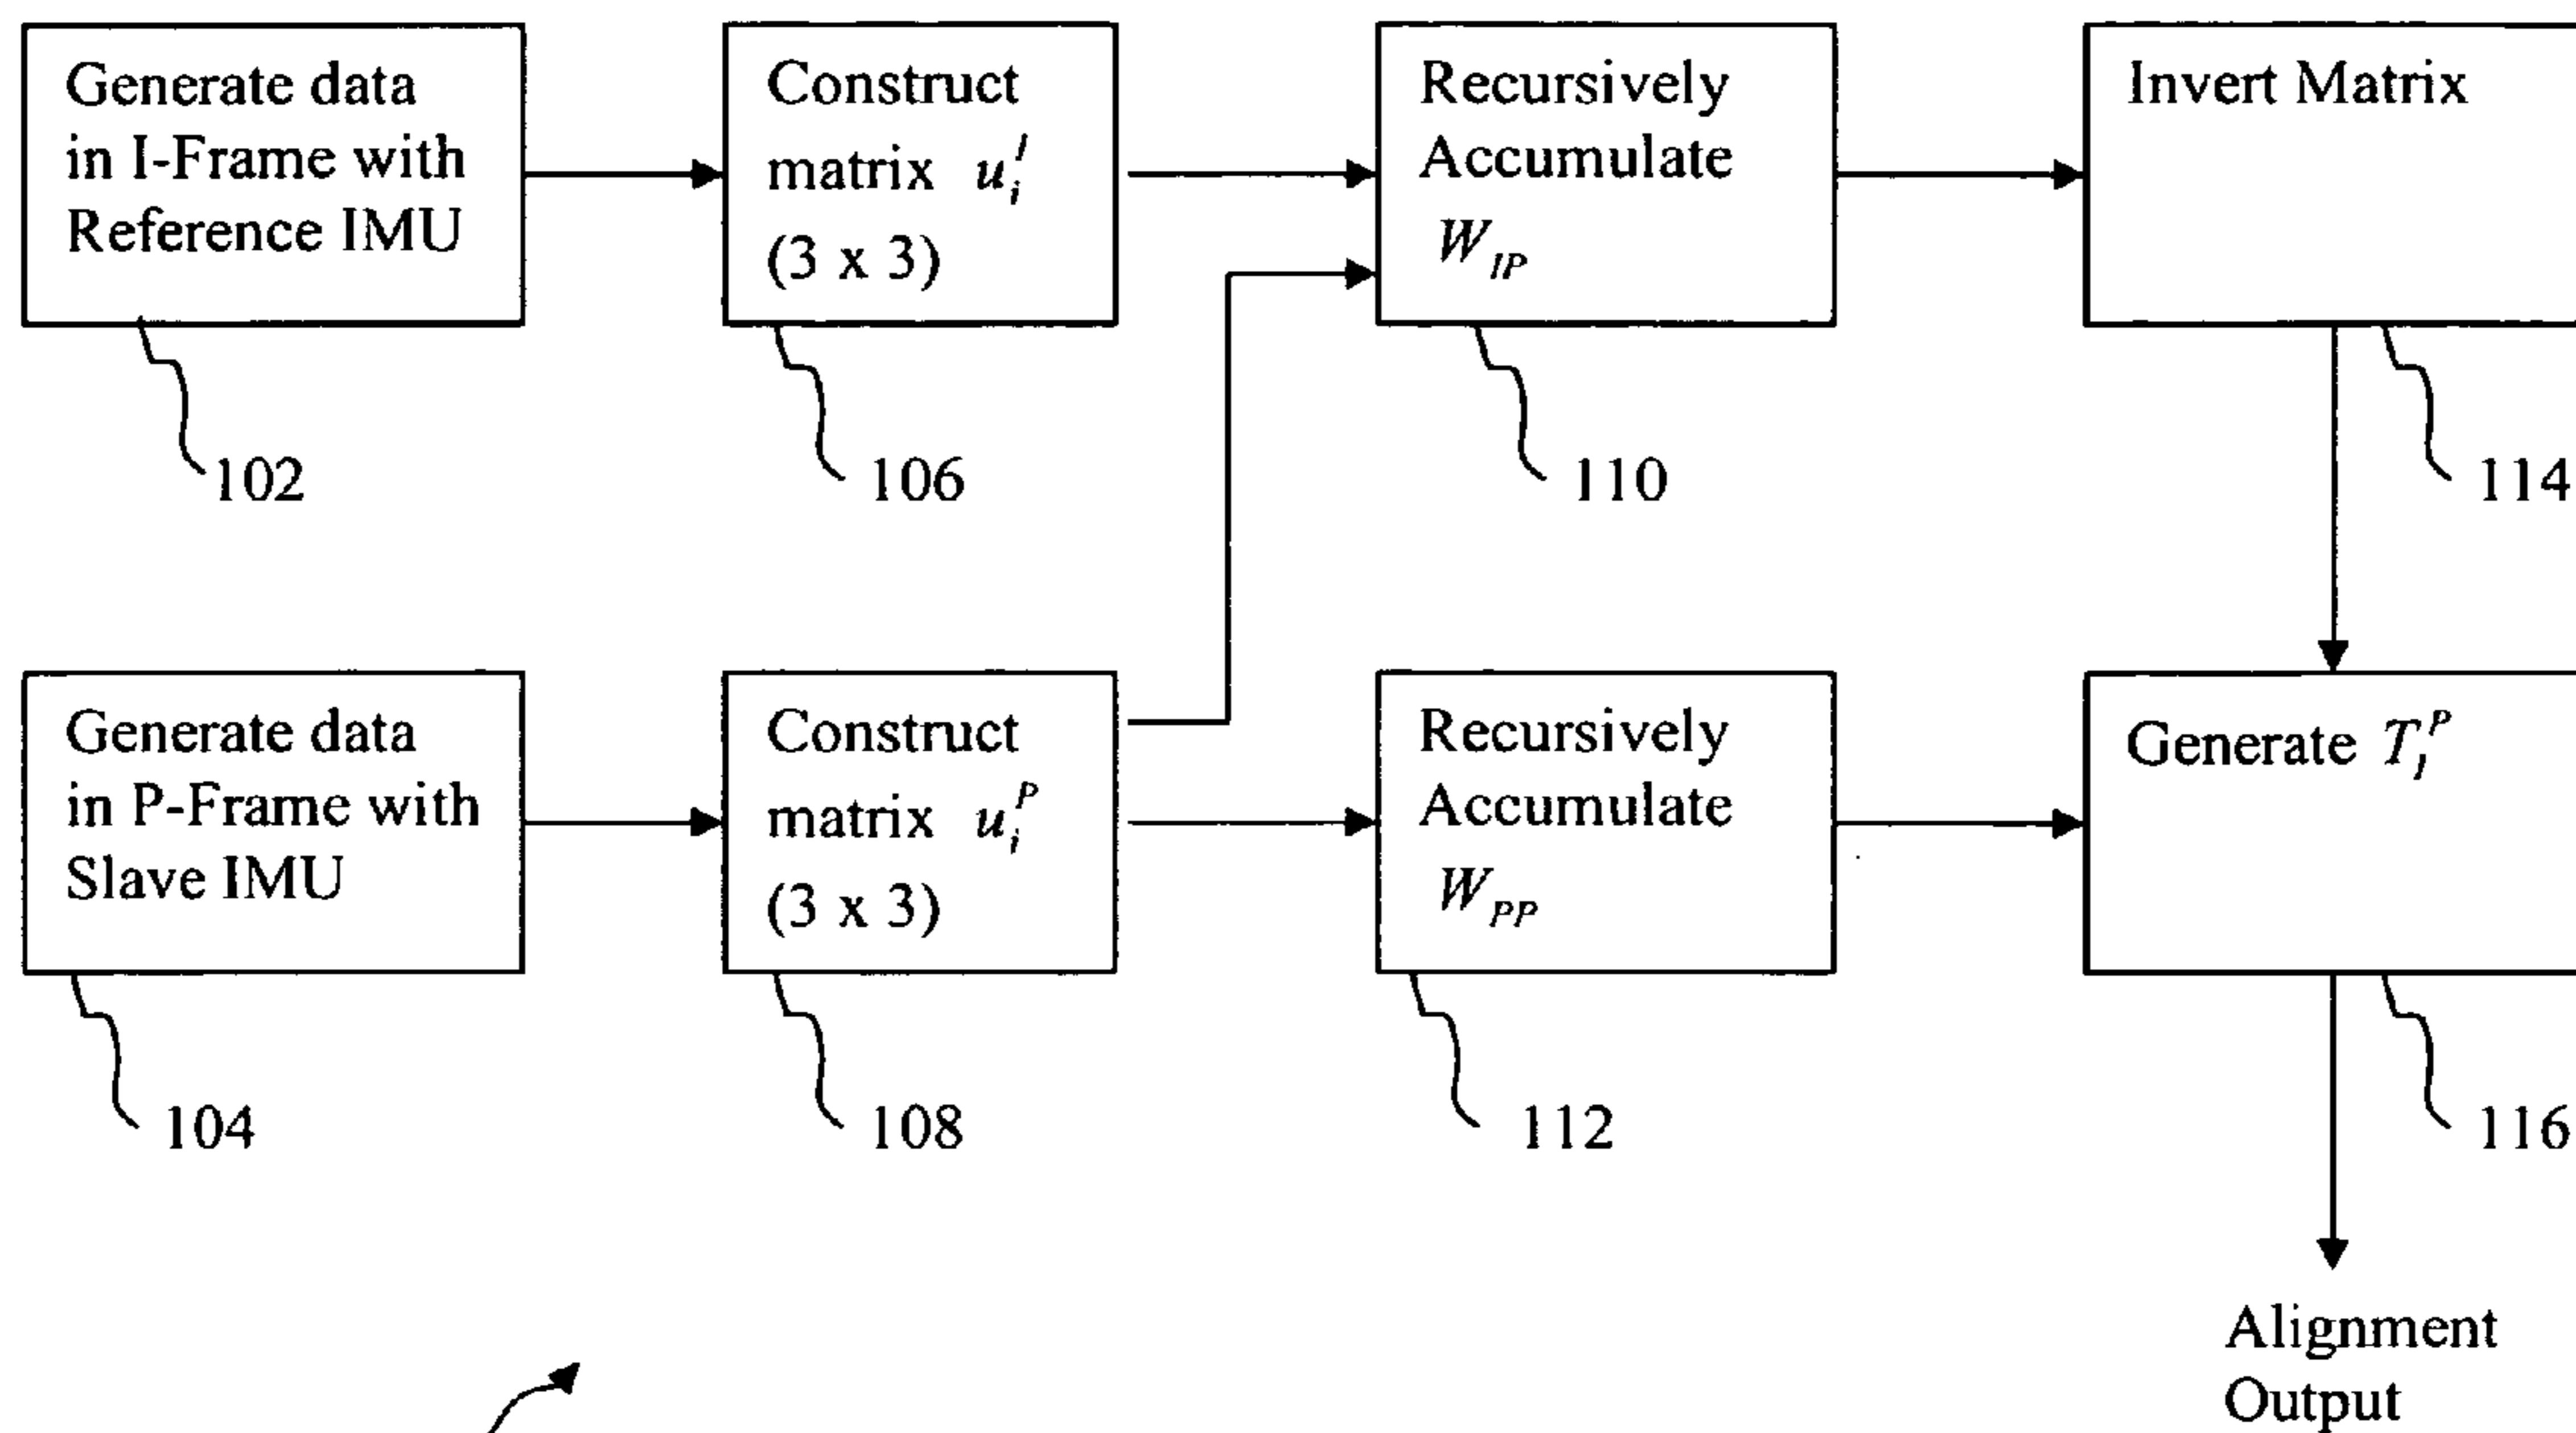 Generate data
in I-Frame with
Reference IMU
102
Construct
matrix u_i^I
(3 x 3)
106
Recursively
Accumulate
W_IP
110
Invert Matrix
114
Generate data
in P-Frame with
Slave IMU
104
Construct
matrix u_i^P
(3 x 3)
108
Recursively
Accumulate
W_PP
112
Generate T_I^P
116
Alignment
Output